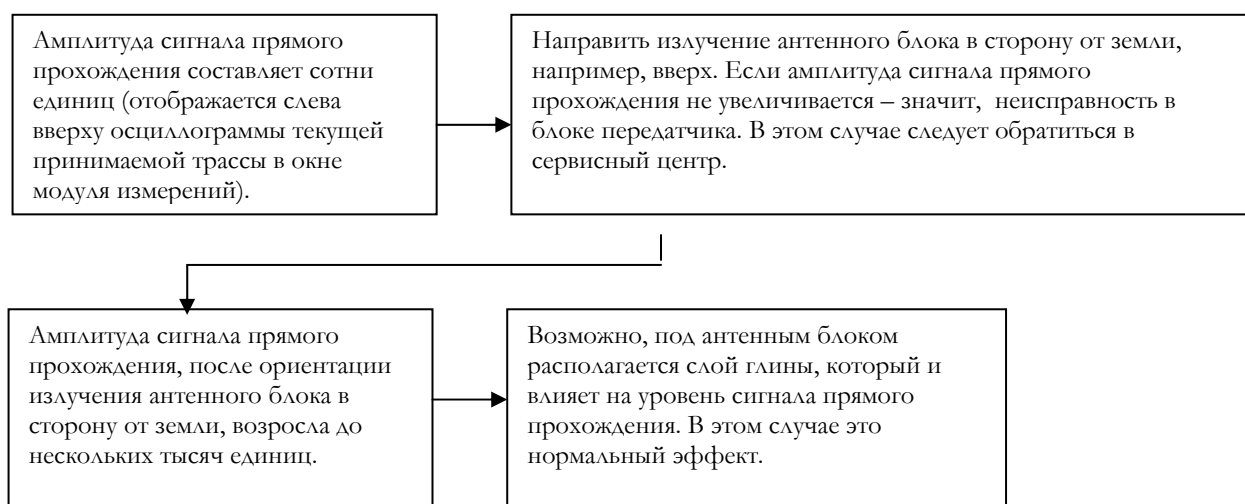 Амплитуда сигнала прямого
прохождения составляет сотни
единиц (отображается слева
вверху осциллограммы текущей
принимаемой трассы в окне
модуля измерений).
Направить излучение антенного блока в сторону от земли,
например, вверх. Если амплитуда сигнала прямого
прохождения не увеличивается – значит, неисправность в
блоке передатчика. В этом случае следует обратиться в
сервисный центр.
Амплитуда сигнала прямого
прохождения, после ориентации
излучения антенного блока в
сторону от земли, возросла до
нескольких тысяч единиц.
Возможно, под антенным блоком
располагается слой глины, который и
влияет на уровень сигнала прямого
прохождения. В этом случае это
нормальный эффект.